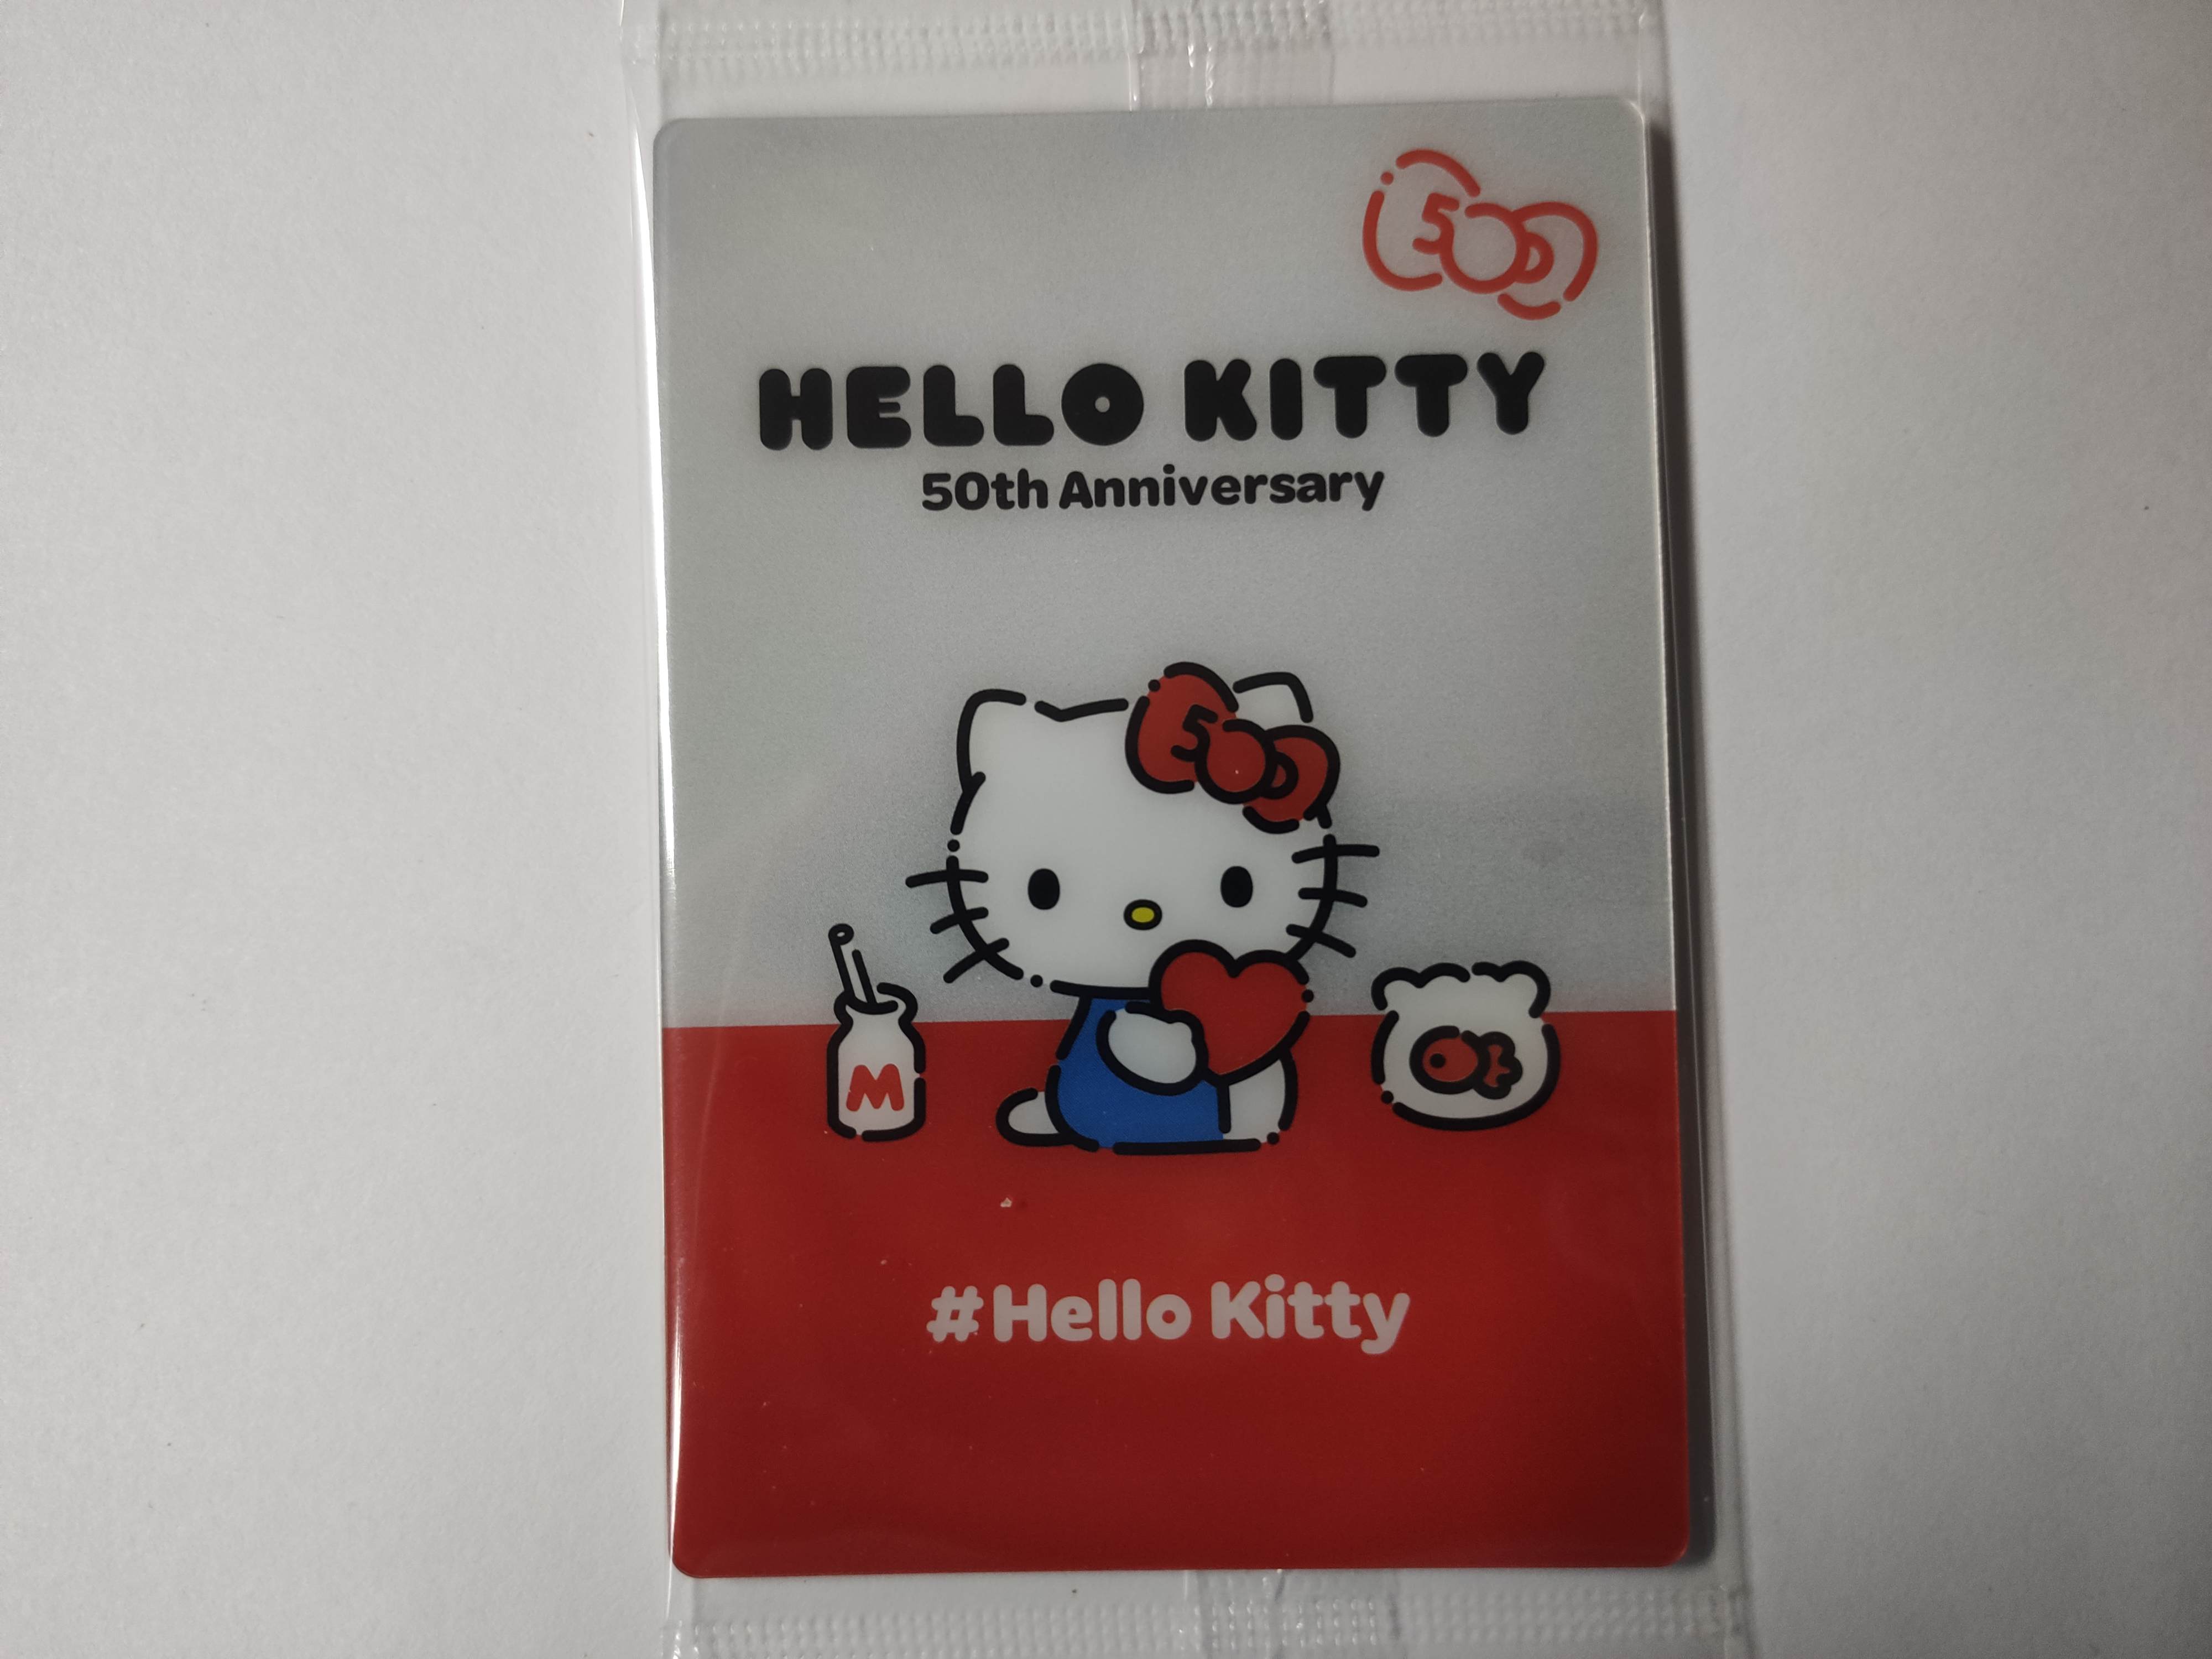 50
HELLO KITTY
50th Anniversary
50
M
#Hello Kitty